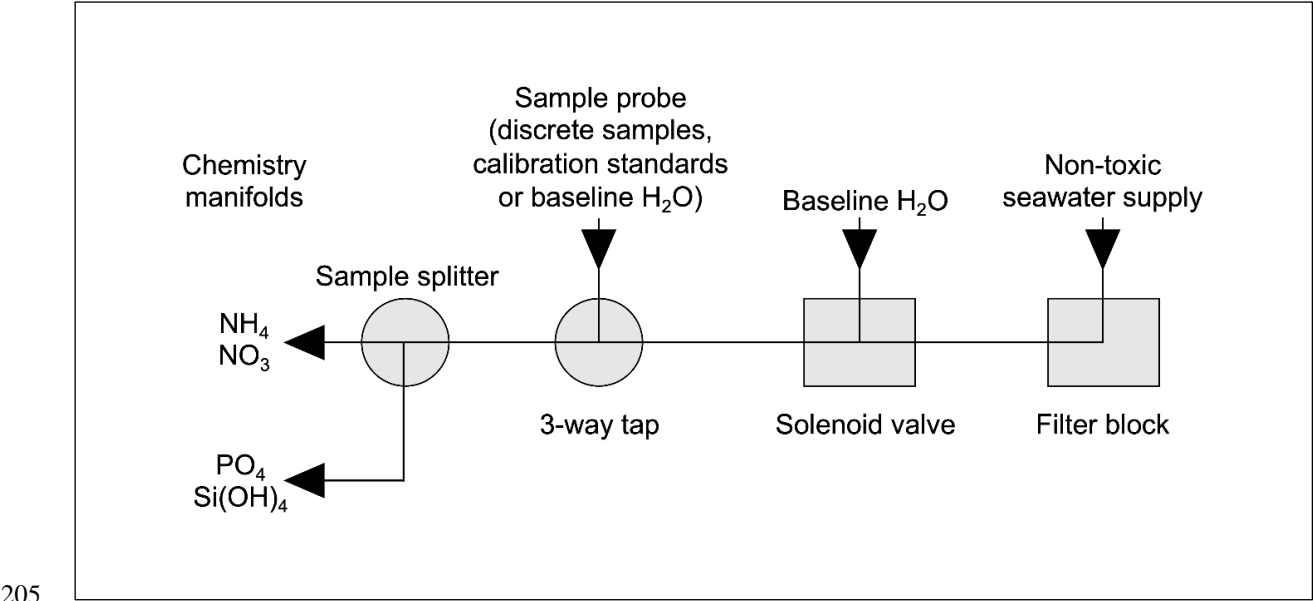 Sample probe
(discrete samples,
calibration standards
or baseline H₂O)
Chemistry
manifolds
Baseline H₂O
Non-toxic
seawater supply
Sample splitter
NH₄
NO₃
3-way tap
Solenoid valve
Filter block
PO₄
Si(OH)₄
205